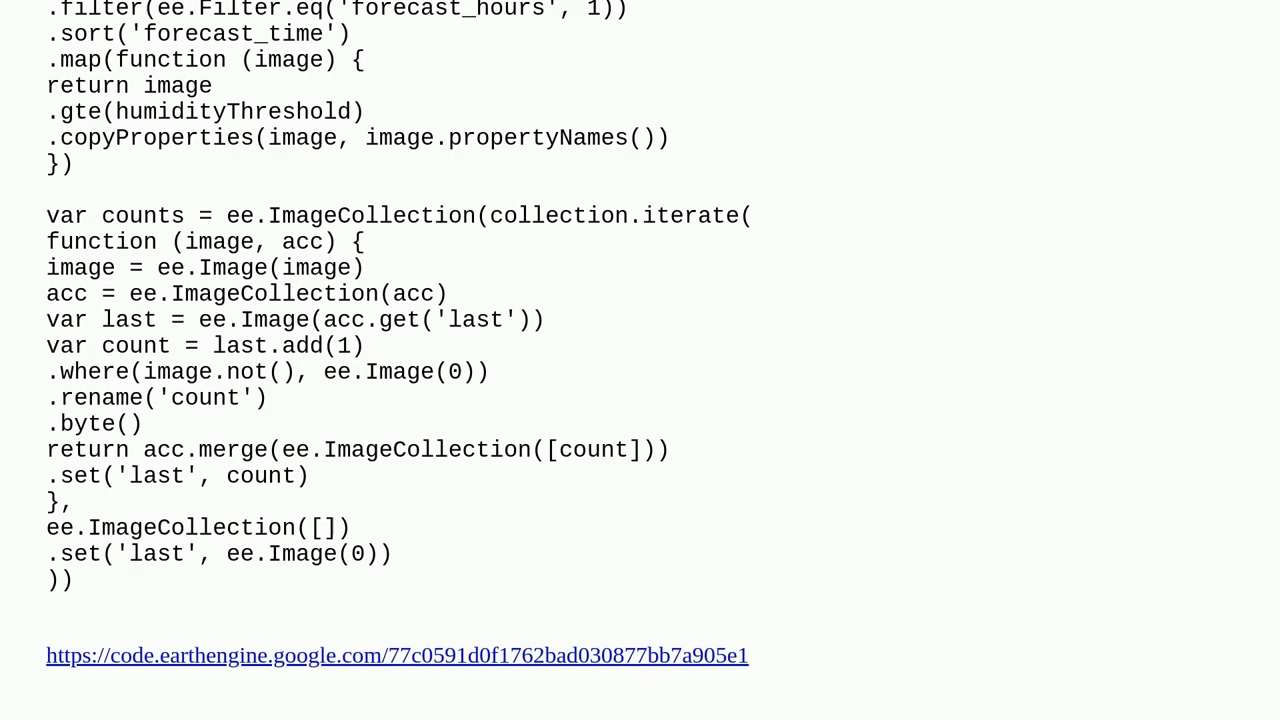 .filter(ee.Filter.eq('forecast_hours', 1))
.sort('forecast_time')
.map(function (image) {
return image
.gte(humidityThreshold)
.copyProperties(image, image.propertyNames())
})
var counts = ee.ImageCollection(collection.iterate(
function (image, acc) {
image = ee.Image(image)
acc = ee.ImageCollection(acc)
var last = ee.Image(acc.get('last'))
var count = last.add(1)
.where(image.not(), ee.Image(0))
.rename('count')
.byte()
return acc.merge(ee.ImageCollection([count]))
.set('last', count)
},
ee.ImageCollection([])
.set('last', ee.Image(0))
))
https://code.earthengine.google.com/77c0591d0f1762bad030877bb7a905e1